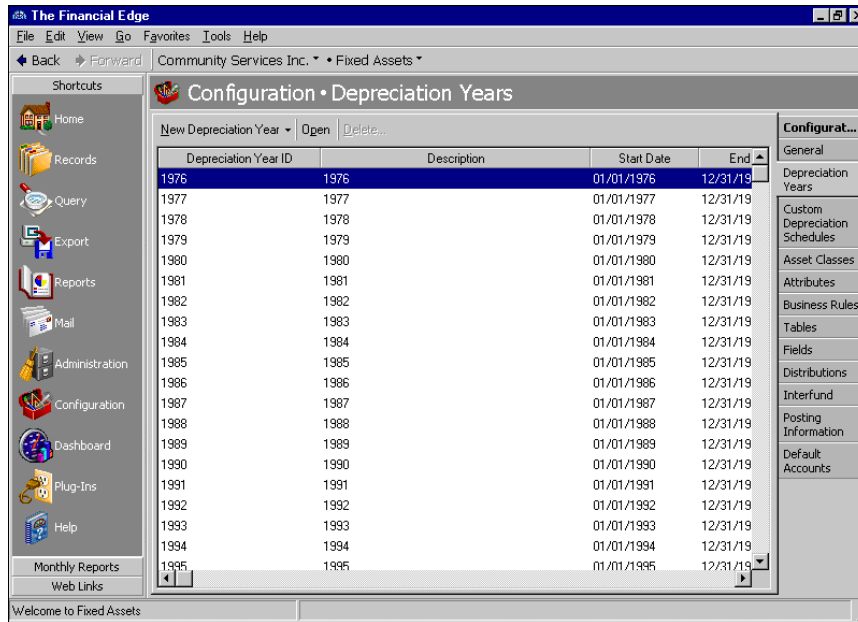 The Financial Edge
File Edit View Go Favorites Tools Help
Back Forward Community Services Inc. • Fixed Assets
Shortcuts
Home
Records
Query
Export
Reports
Mail
Administration
Configuration
Dashboard
Plug-Ins
Help
Monthly Reports
Web Links
Configuration • Depreciation Years
New Depreciation Year Open Delete...
Depreciation Year ID Description Start Date End
1976 1976 01/01/1976 12/31/19
1977 1977 01/01/1977 12/31/19
1978 1978 01/01/1978 12/31/19
1979 1979 01/01/1979 12/31/19
1980 1980 01/01/1980 12/31/19
1981 1981 01/01/1981 12/31/19
1982 1982 01/01/1982 12/31/19
1983 1983 01/01/1983 12/31/19
1984 1984 01/01/1984 12/31/19
1985 1985 01/01/1985 12/31/19
1986 1986 01/01/1986 12/31/19
1987 1987 01/01/1987 12/31/19
1988 1988 01/01/1988 12/31/19
1989 1989 01/01/1989 12/31/19
1990 1990 01/01/1990 12/31/19
1991 1991 01/01/1991 12/31/19
1992 1992 01/01/1992 12/31/19
1993 1993 01/01/1993 12/31/19
1994 1994 01/01/1994 12/31/19
1995 1995 01/01/1995 12/31/19
Configurat...
General
Depreciation
Years
Custom
Depreciation
Schedules
Asset Classes
Attributes
Business Rules
Tables
Fields
Distributions
Interfund
Posting
Information
Default
Accounts
Welcome to Fixed Assets